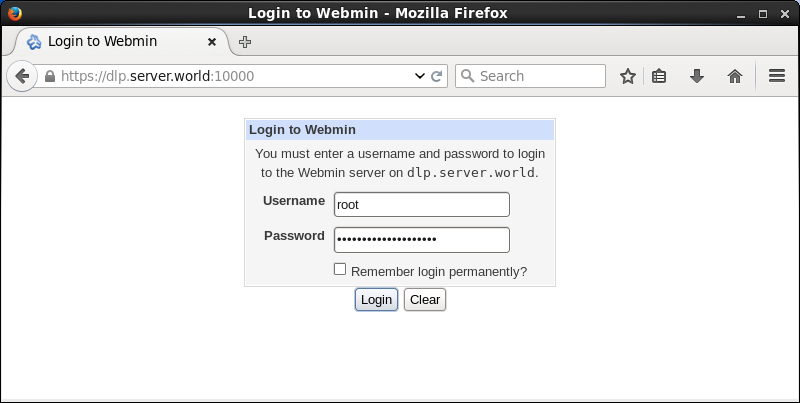 Login to Webmin - Mozilla Firefox
Login to Webmin
https://dlp.server.world:10000
Search
Login to Webmin
You must enter a username and password to login
to the Webmin server on dlp.server.world.
Username root
Password ••••••••••••••••••••
Remember login permanently?
Login Clear